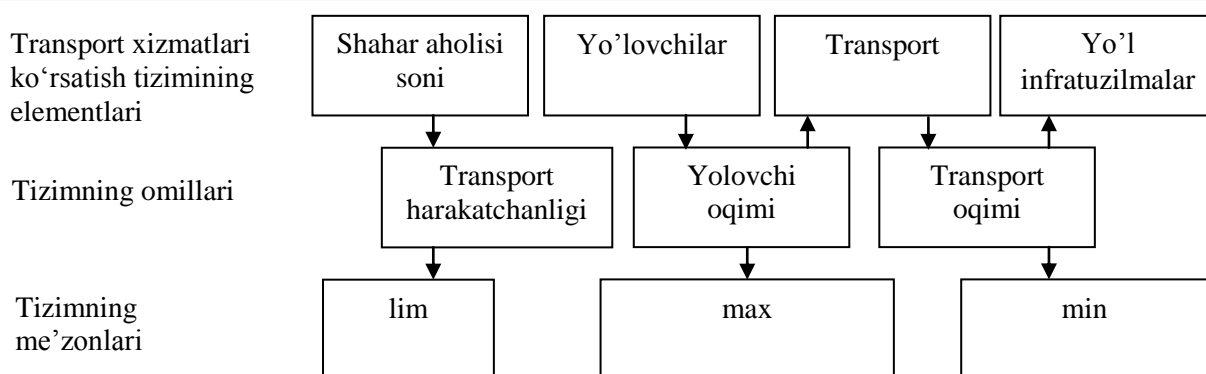 Transport xizmatlari
ko‘rsatish tizimining
elementlari
Shahar aholisi
soni
Yo’lovchilar
Transport
Yo’l
infratuzilmalar
Tizimning omillari
Transport
harakatchanligi
Yolovchi
oqimi
Transport
oqimi
Tizimning
me’zonlari
lim
max
min